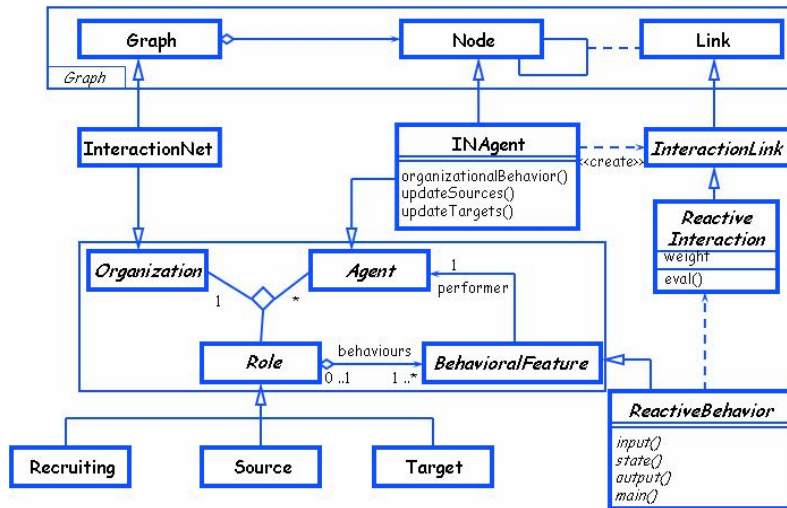 Graph
Node
Link
Graph
InteractionNet
INAgent
organizationalBehavior()
updateSources()
updateTargets()
<<create>>
InteractionLink
Reactive
Interaction
weight
eval()
Organization
Agent
1
*
1
performer
Role
behaviours
0 ..1
1 ..*
BehavioralFeature
ReactiveBehavior
input()
state()
autput()
main()
Recruiting
Source
Target